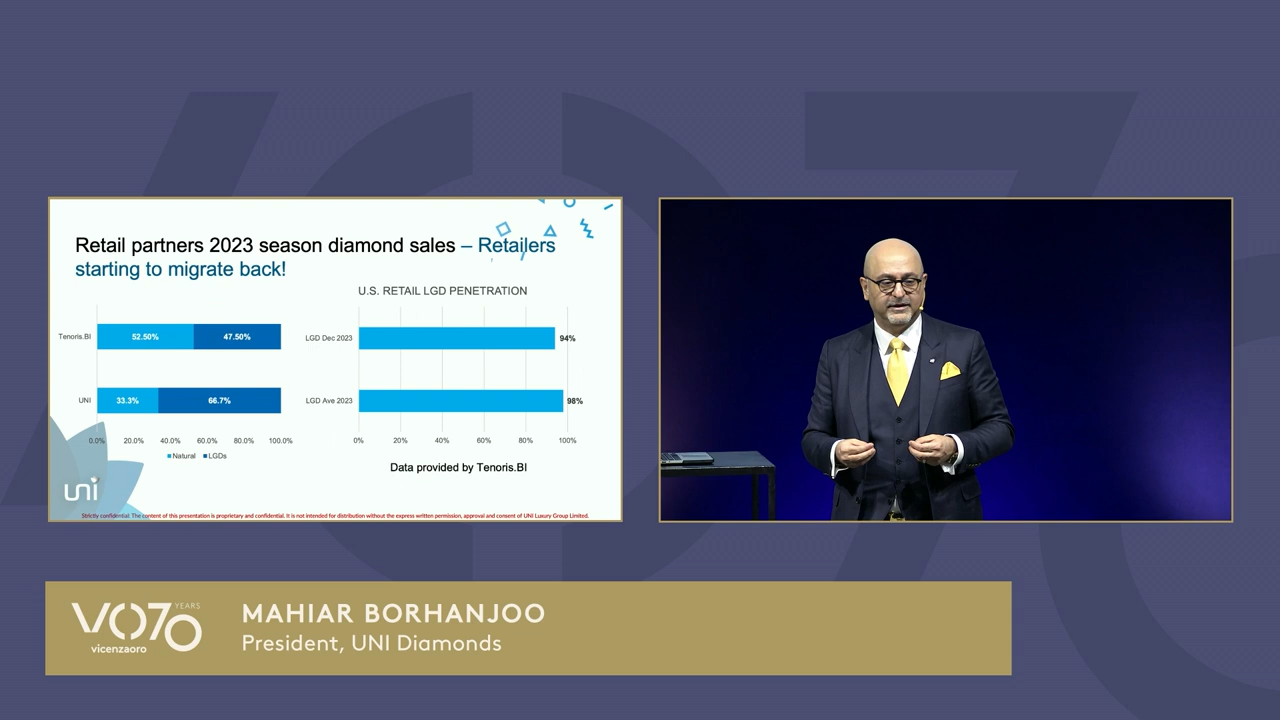 Retail partners 2023 season diamond sales – Retailers
starting to migrate back!
Tenoris.BI
52.50%
47.50%
UNI
33.3%
66.7%
0.0% 20.0% 40.0% 60.0% 80.0% 100.0%
Natural LGDs
U.S. RETAIL LGD PENETRATION
LGD Dec 2023
94%
LGD Ave 2023
98%
0% 20% 40% 60% 80% 100%
Data provided by Tenoris.BI
uni
Strictly confidential: The content of this presentation is proprietary and confidential. It is not intended for distribution without the express written permission, approval and consent of UNI Luxury Group Limited.
VO70
YEARS
vicenzaoro
MAHIAR BORHANJOO
President, UNI Diamonds